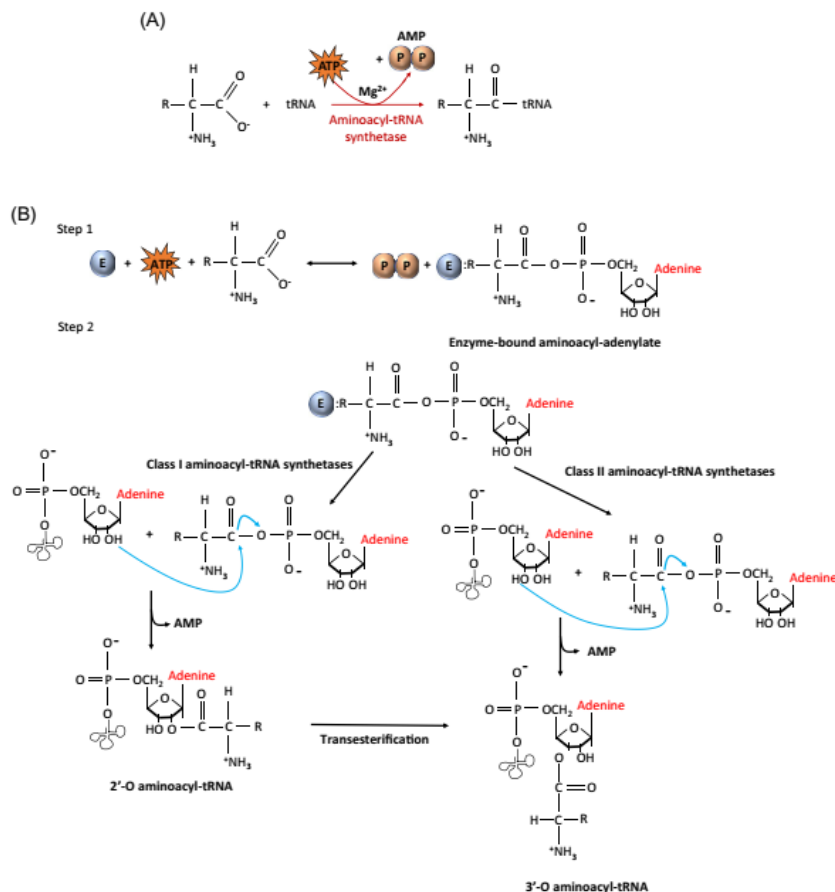 (A)
AMP
H
O
ATP
+
P P
Mg2+
R—C—C
+
tRNA
Aminoacyl-tRNA
synthetase
O-
+NH3
H
O
R—C—C—tRNA
+NH3
(B)
Step 1
E + ATP +
H
O
R—C—C
O-
+NH3
P P + E :R—C—C—O—P—OCH2
H
O
O
Adenine
O
+NH3
O-
HO OH
Enzyme-bound aminoacyl-adenylate
Step 2
H
O
O
E :R—C—C—O—P—OCH2
Adenine
O
+NH3
O-
HO OH
Class I aminoacyl-tRNA synthetases
Class II aminoacyl-tRNA synthetases
O-
O=P—OCH2
Adenine
O
O
HO OH
+
H
O
O
R—C—C—O—P—OCH2
Adenine
O
+NH3
O-
HO OH
O-
O=P—OCH2
Adenine
O
O
HO OH
+
H
O
O
R—C—C—O—P—OCH2
Adenine
O
+NH3
O-
HO OH
AMP
AMP
O-
O=P—OCH2
Adenine
O
O
O
H
HO O—C—C—R
+NH3
2'-O aminoacyl-tRNA
Transesterification
O-
O=P—OCH2
Adenine
O
O
OH
O
C=O
H—C—R
+NH3
3'-O aminoacyl-tRNA